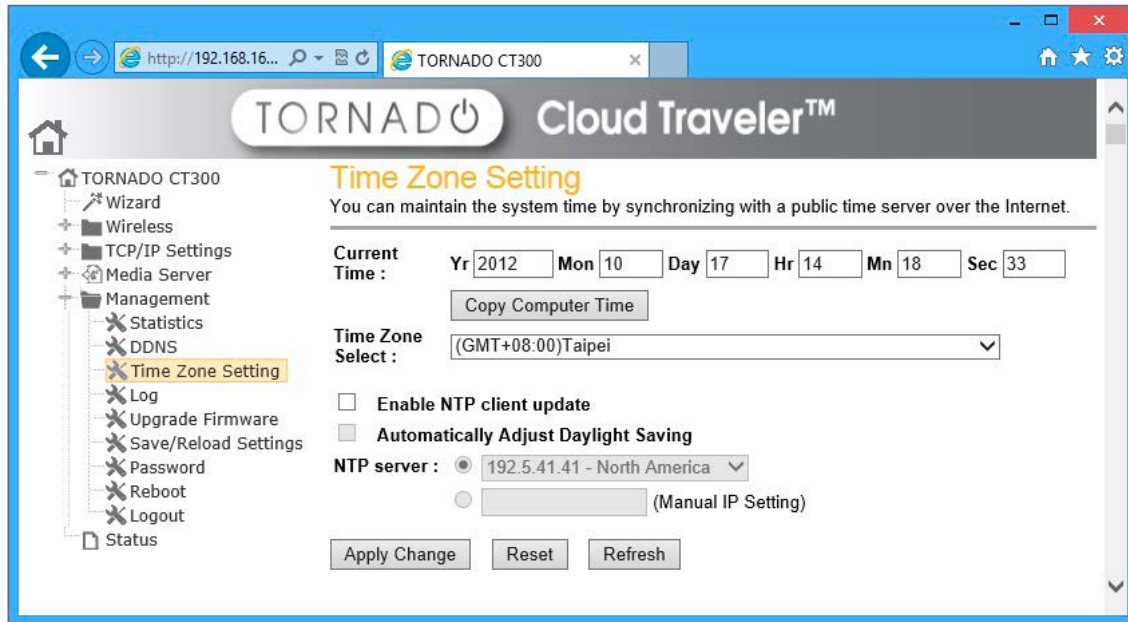 http://192.168.16...
TORNADO CT300
TORNADO Cloud Traveler™
TORNADO CT300
Wizard
Wireless
TCP/IP Settings
Media Server
Management
Statistics
DDNS
Time Zone Setting
Log
Upgrade Firmware
Save/Reload Settings
Password
Reboot
Logout
Status
Time Zone Setting
You can maintain the system time by synchronizing with a public time server over the Internet.
Current Time : Yr 2012 Mon 10 Day 17 Hr 14 Mn 18 Sec 33
Copy Computer Time
Time Zone Select : (GMT+08:00)Taipei
Enable NTP client update
Automatically Adjust Daylight Saving
NTP server : 192.5.41.41 - North America
(Manual IP Setting)
Apply Change Reset Refresh